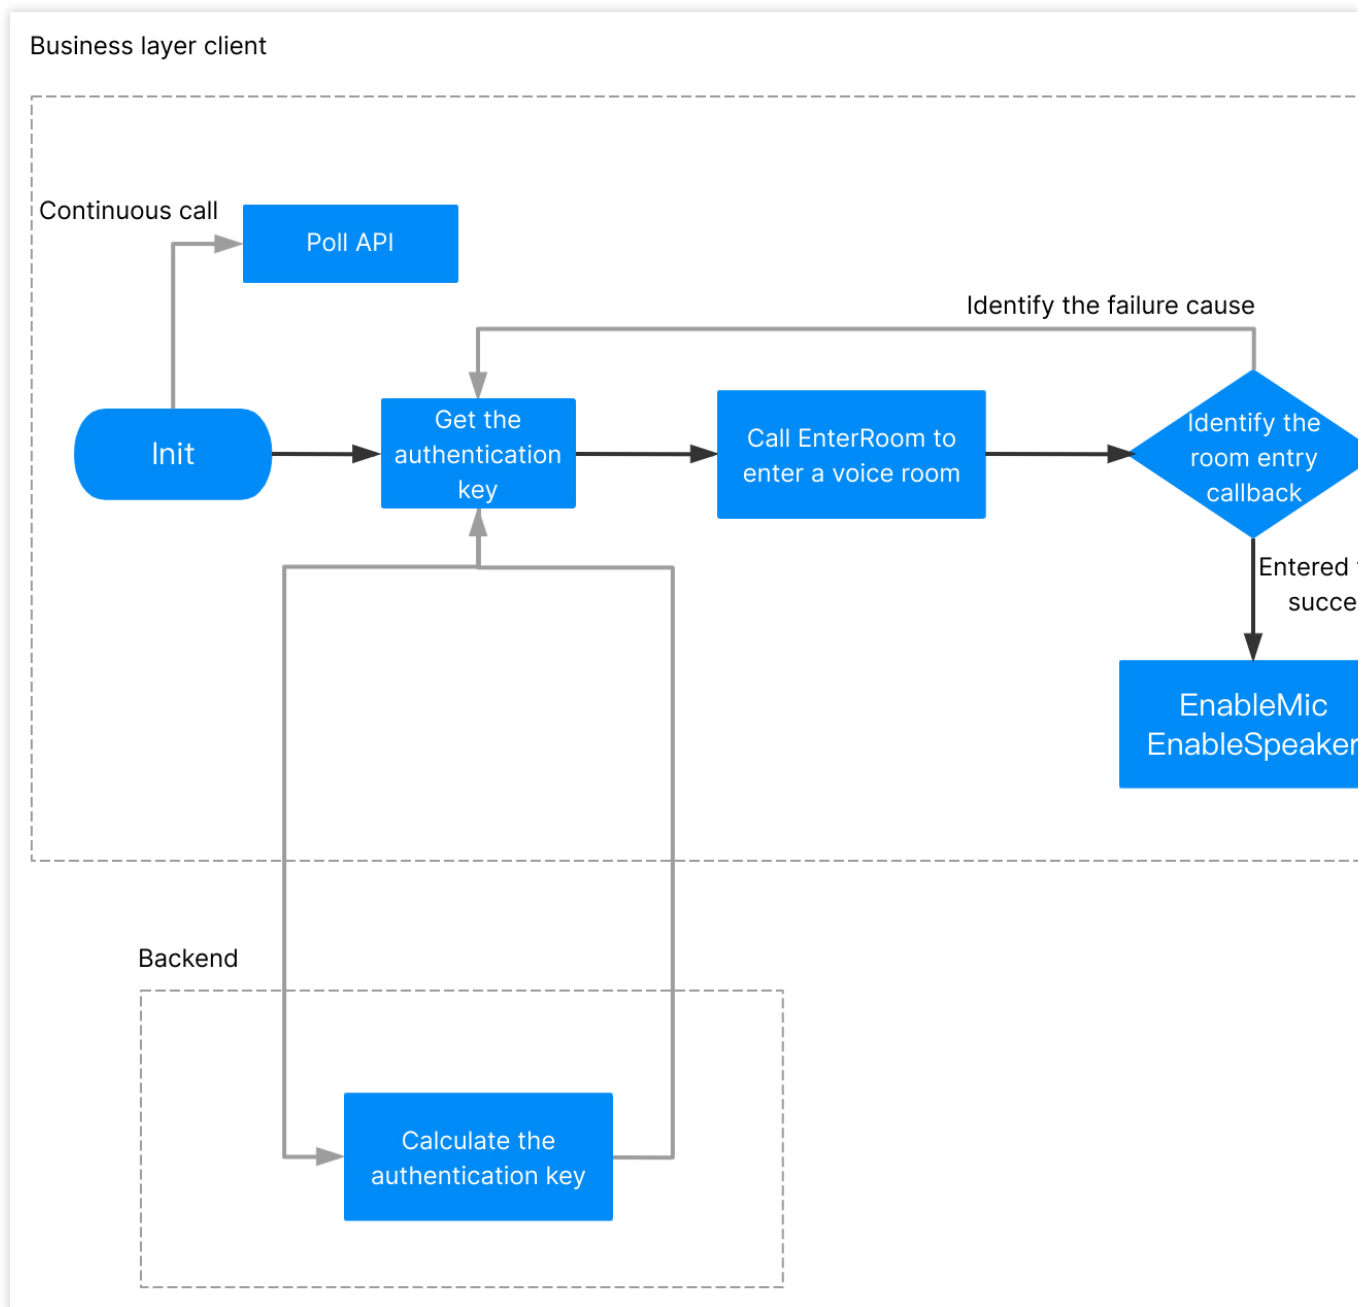 Business layer client
Continuous call
Poll API
Identify the failure cause
Init
Get the
authentication
key
Call EnterRoom to
enter a voice room
Identify the
room entry
callback
Entered
EnableMic
EnableSpeaker
Backend
Calculate the
authentication key